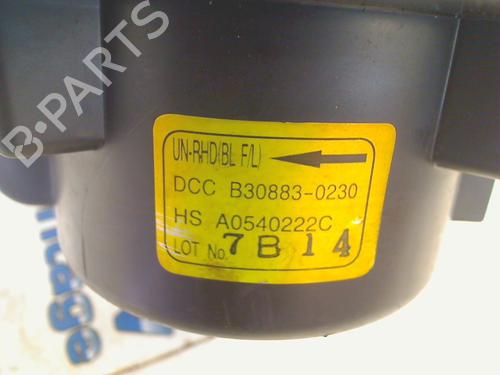 B-PARTS
UN-RHD(BL F/L)
DCC B30883-0230
HS A0540222C
LOT No. 7B14